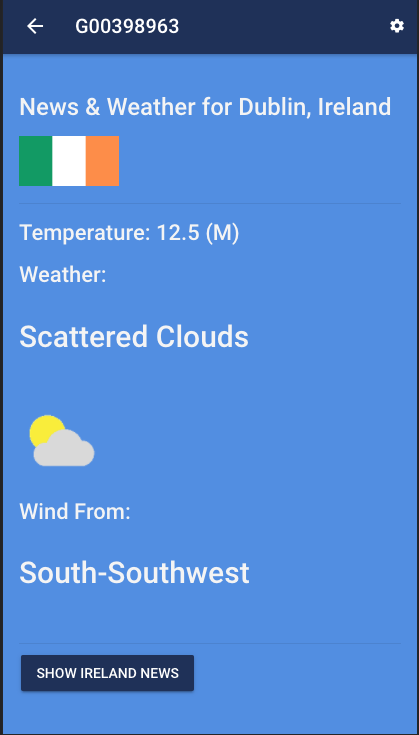 G00398963
News & Weather for Dublin, Ireland
Temperature: 12.5 (M)
Weather:
Scattered Clouds
Wind From:
South-Southwest
SHOW IRELAND NEWS